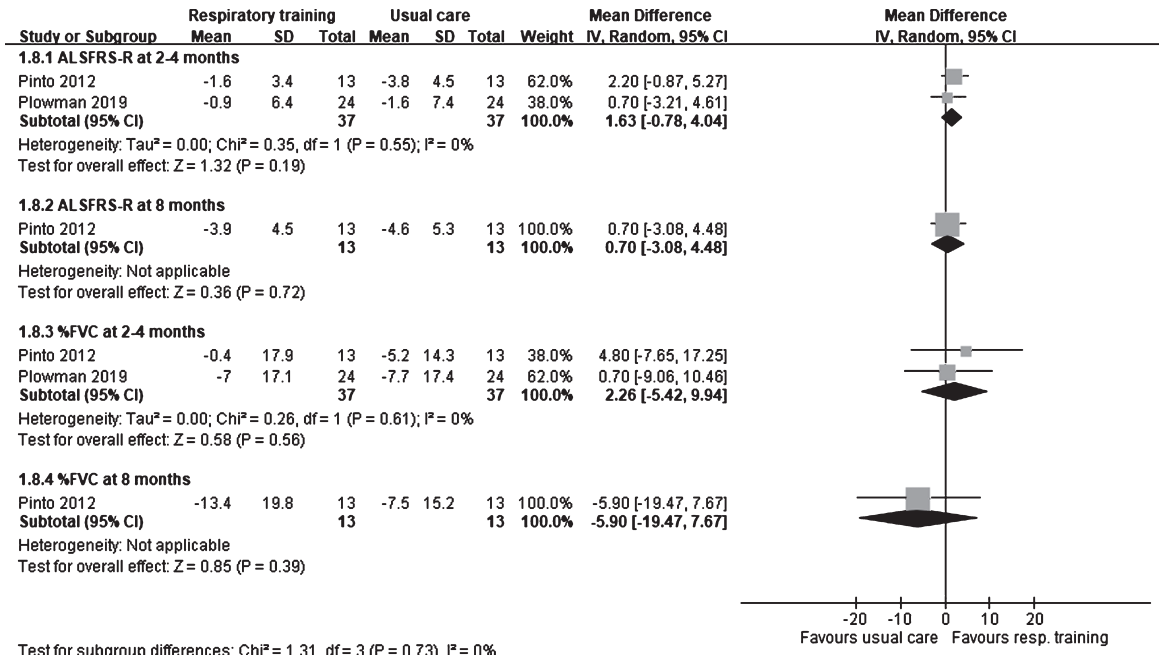 Respiratory training Usual care Mean Difference Mean Difference
Study or Subgroup Mean SD Total Mean SD Total Weight IV, Random, 95% CI IV, Random, 95% CI
1.8.1 ALSFRS-R at 2-4 months
Pinto 2012 -1.6 3.4 13 -3.8 4.5 13 62.0% 2.20 [-0.87, 5.27]
Plowman 2019 -0.9 6.4 24 -1.6 7.4 24 38.0% 0.70 [-3.21, 4.61]
Subtotal (95% CI) 37 37 100.0% 1.63 [-0.78, 4.04]
Heterogeneity: Tau² = 0.00; Chi² = 0.35, df = 1 (P = 0.55); I² = 0%
Test for overall effect: Z = 1.32 (P = 0.19)
1.8.2 ALSFRS-R at 8 months
Pinto 2012 -3.9 4.5 13 -4.6 5.3 13 100.0% 0.70 [-3.08, 4.48]
Subtotal (95% CI) 13 13 100.0% 0.70 [-3.08, 4.48]
Heterogeneity: Not applicable
Test for overall effect: Z = 0.36 (P = 0.72)
1.8.3 %FVC at 2-4 months
Pinto 2012 -0.4 17.9 13 -5.2 14.3 13 38.0% 4.80 [-7.65, 17.25]
Plowman 2019 -7 17.1 24 -7.7 17.4 24 62.0% 0.70 [-9.06, 10.46]
Subtotal (95% CI) 37 37 100.0% 2.26 [-5.42, 9.94]
Heterogeneity: Tau² = 0.00; Chi² = 0.26, df = 1 (P = 0.61); I² = 0%
Test for overall effect: Z = 0.58 (P = 0.56)
1.8.4 %FVC at 8 months
Pinto 2012 -13.4 19.8 13 -7.5 15.2 13 100.0% -5.90 [-19.47, 7.67]
Subtotal (95% CI) 13 13 100.0% -5.90 [-19.47, 7.67]
Heterogeneity: Not applicable
Test for overall effect: Z = 0.85 (P = 0.39)
-20 -10 0 10 20
Favours usual care Favours resp. training
Test for subgroup differences: Chi² = 1.31, df = 3 (P = 0.73), I² = 0%